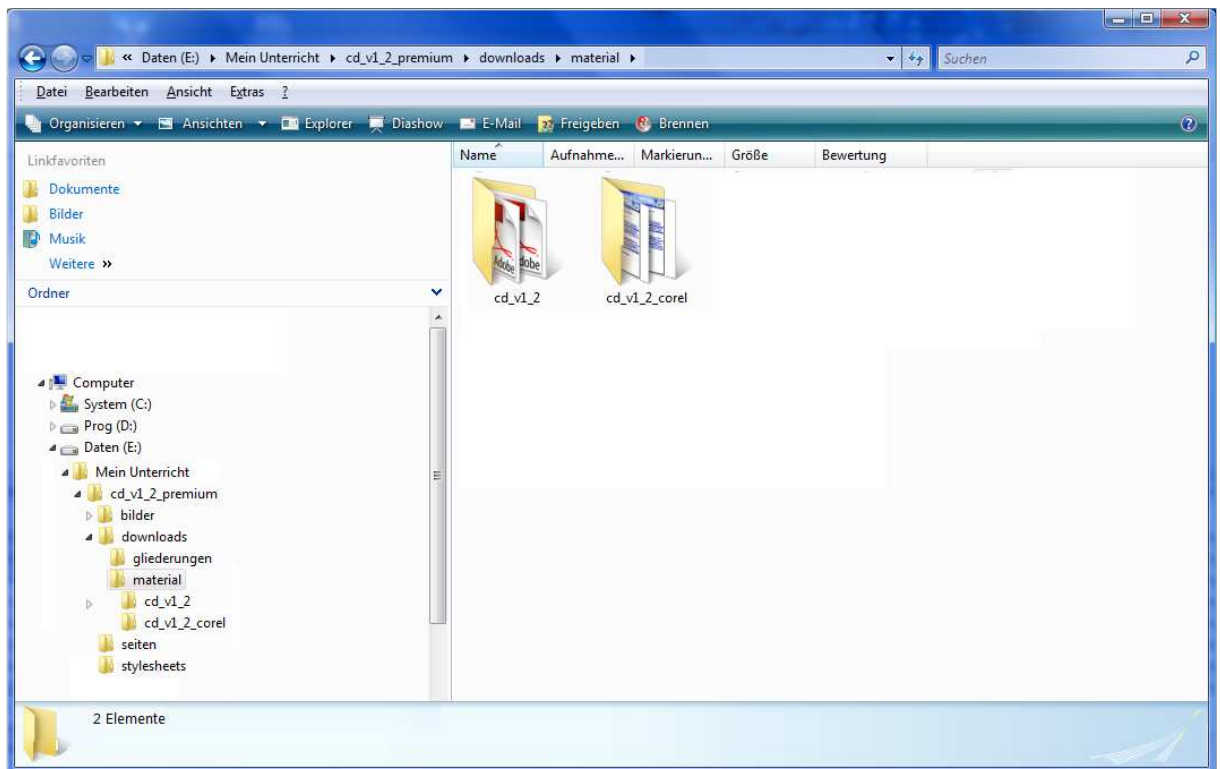 « Daten (E:) Mein Unterricht cd_v1_2_premium downloads material Suchen
Datei Bearbeiten Ansicht Extras ?
Organisieren Ansichten Explorer Diashow E-Mail Freigeben Brennen ?
Linkfavoriten
Dokumente
Bilder
Musik
Weitere »
Ordner
Computer
System (C:)
Prog (D:)
Daten (E:)
Mein Unterricht
cd_v1_2_premium
bilder
downloads
gliederungen
material
cd_v1_2
cd_v1_2_corel
seiten
stylesheets
Name Aufnahme... Markierun... Größe Bewertung
Adobe Adobe
cd_v1_2 cd_v1_2_corel
2 Elemente